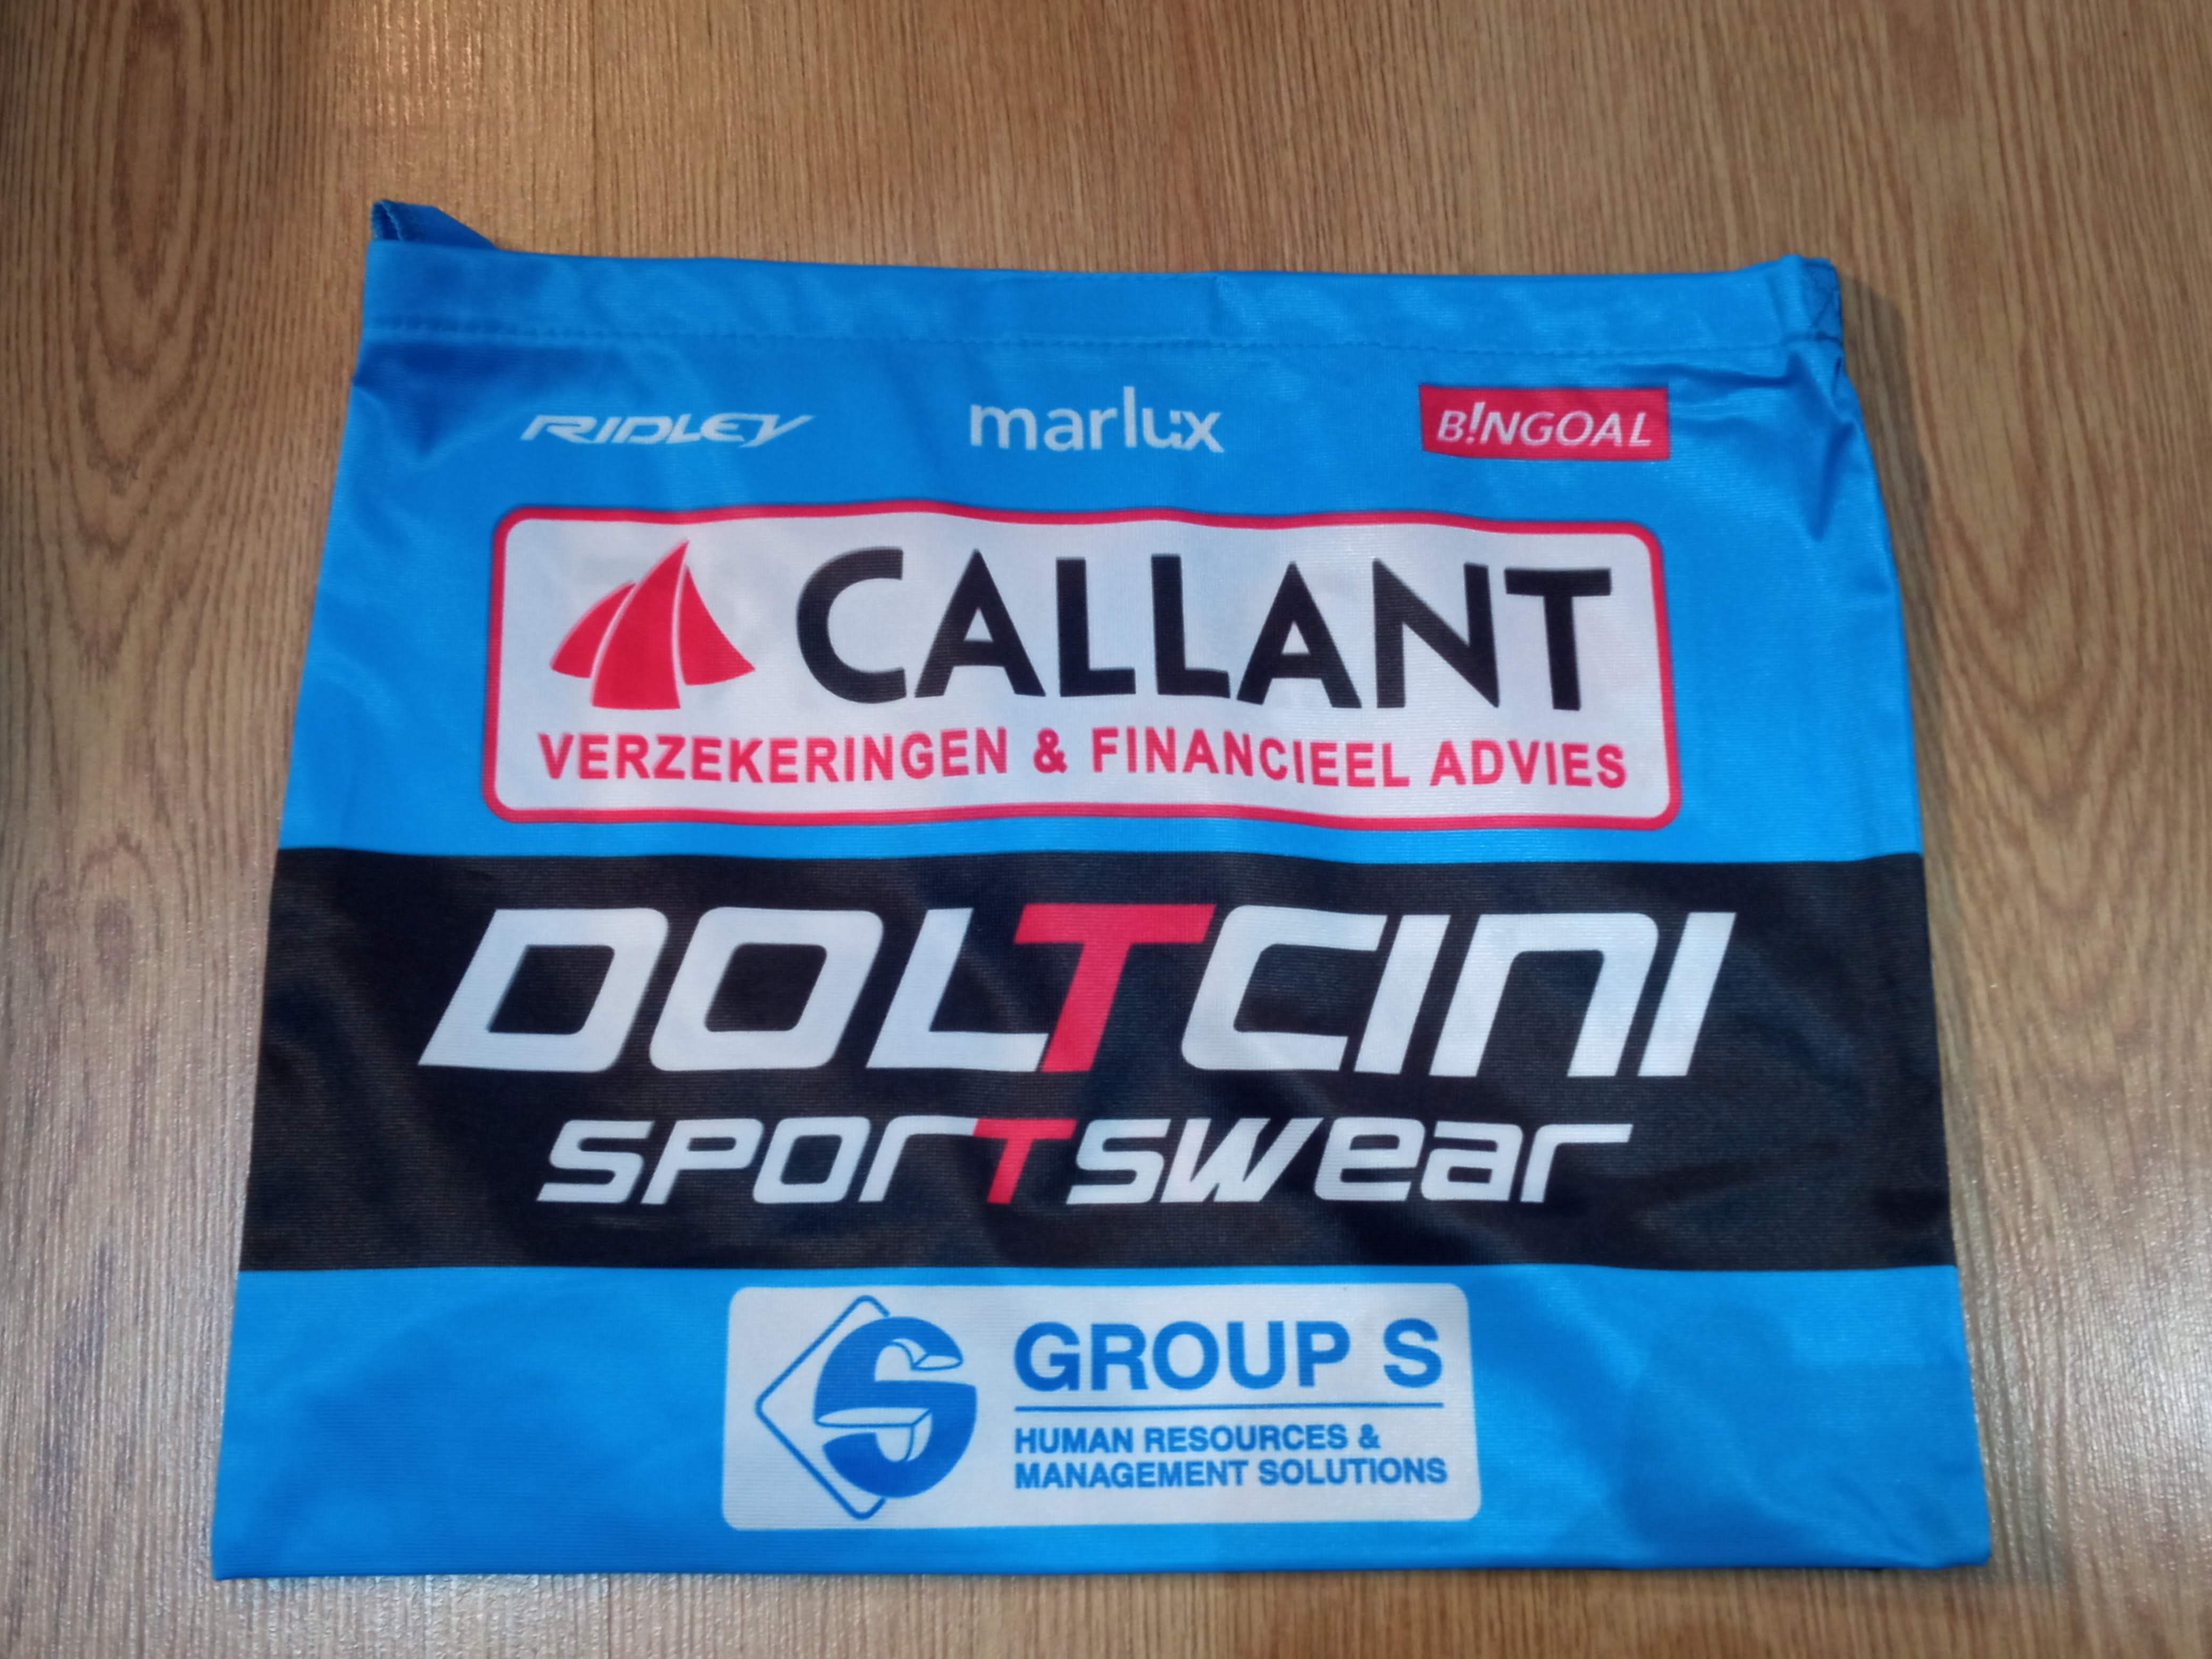 RIDLEY marlux B!NGOAL
CALLANT
VERZEKERINGEN & FINANCIEEL ADVIES
DOLTCINI
sporTswear
GROUP S
HUMAN RESOURCES &
MANAGEMENT SOLUTIONS